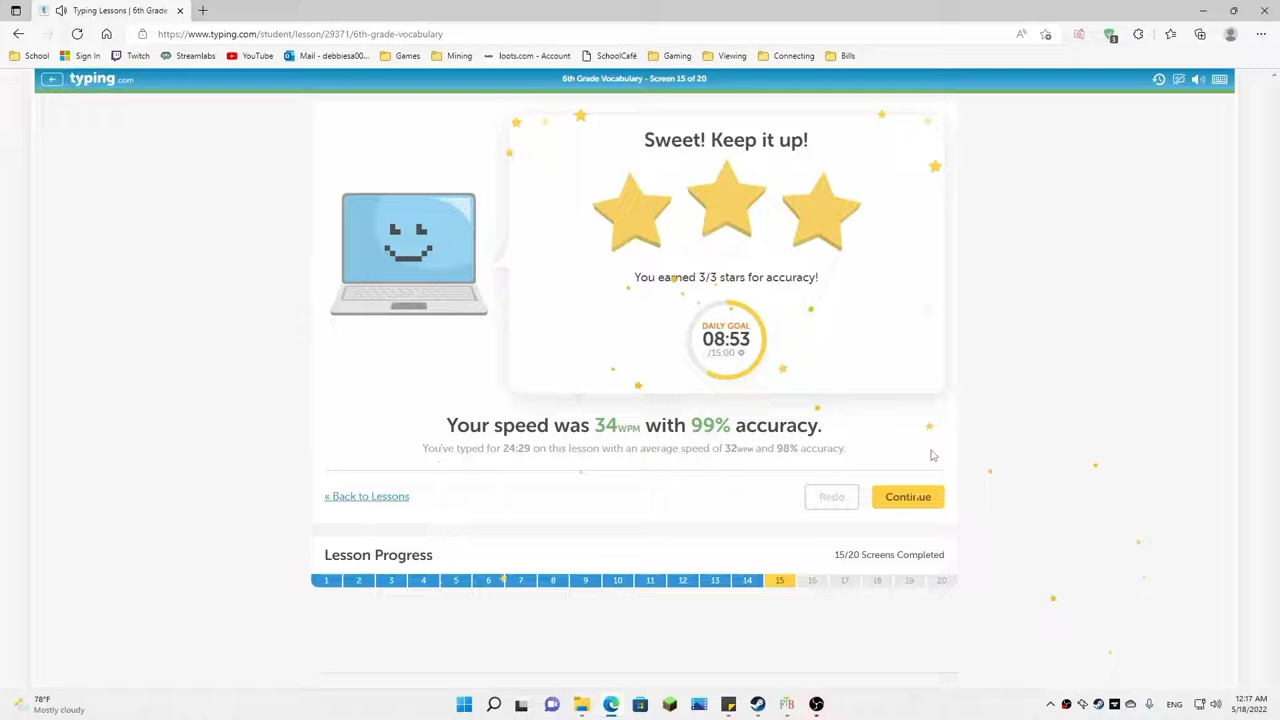 Typing Lessons | 6th Grade
https://www.typing.com/student/lesson/29371/6th-grade-vocabulary
School Sign In Twitch Streamlabs YouTube Mail - debbiesa00... Games Mining loots.com - Account SchoolCafé Gaming Viewing Connecting Bills
typing.com 6th Grade Vocabulary - Screen 15 of 20
Sweet! Keep it up!
You earned 3/3 stars for accuracy!
DAILY GOAL
08:53
/15:00
Your speed was 34WPM with 99% accuracy.
You've typed for 24:29 on this lesson with an average speed of 32WPM and 98% accuracy.
« Back to Lessons Redo Continue
Lesson Progress 15/20 Screens Completed
1 2 3 4 5 6 7 8 9 10 11 12 13 14 15 16 17 18 19 20
78°F
Mostly cloudy
ENG
12:17 AM
5/18/2022